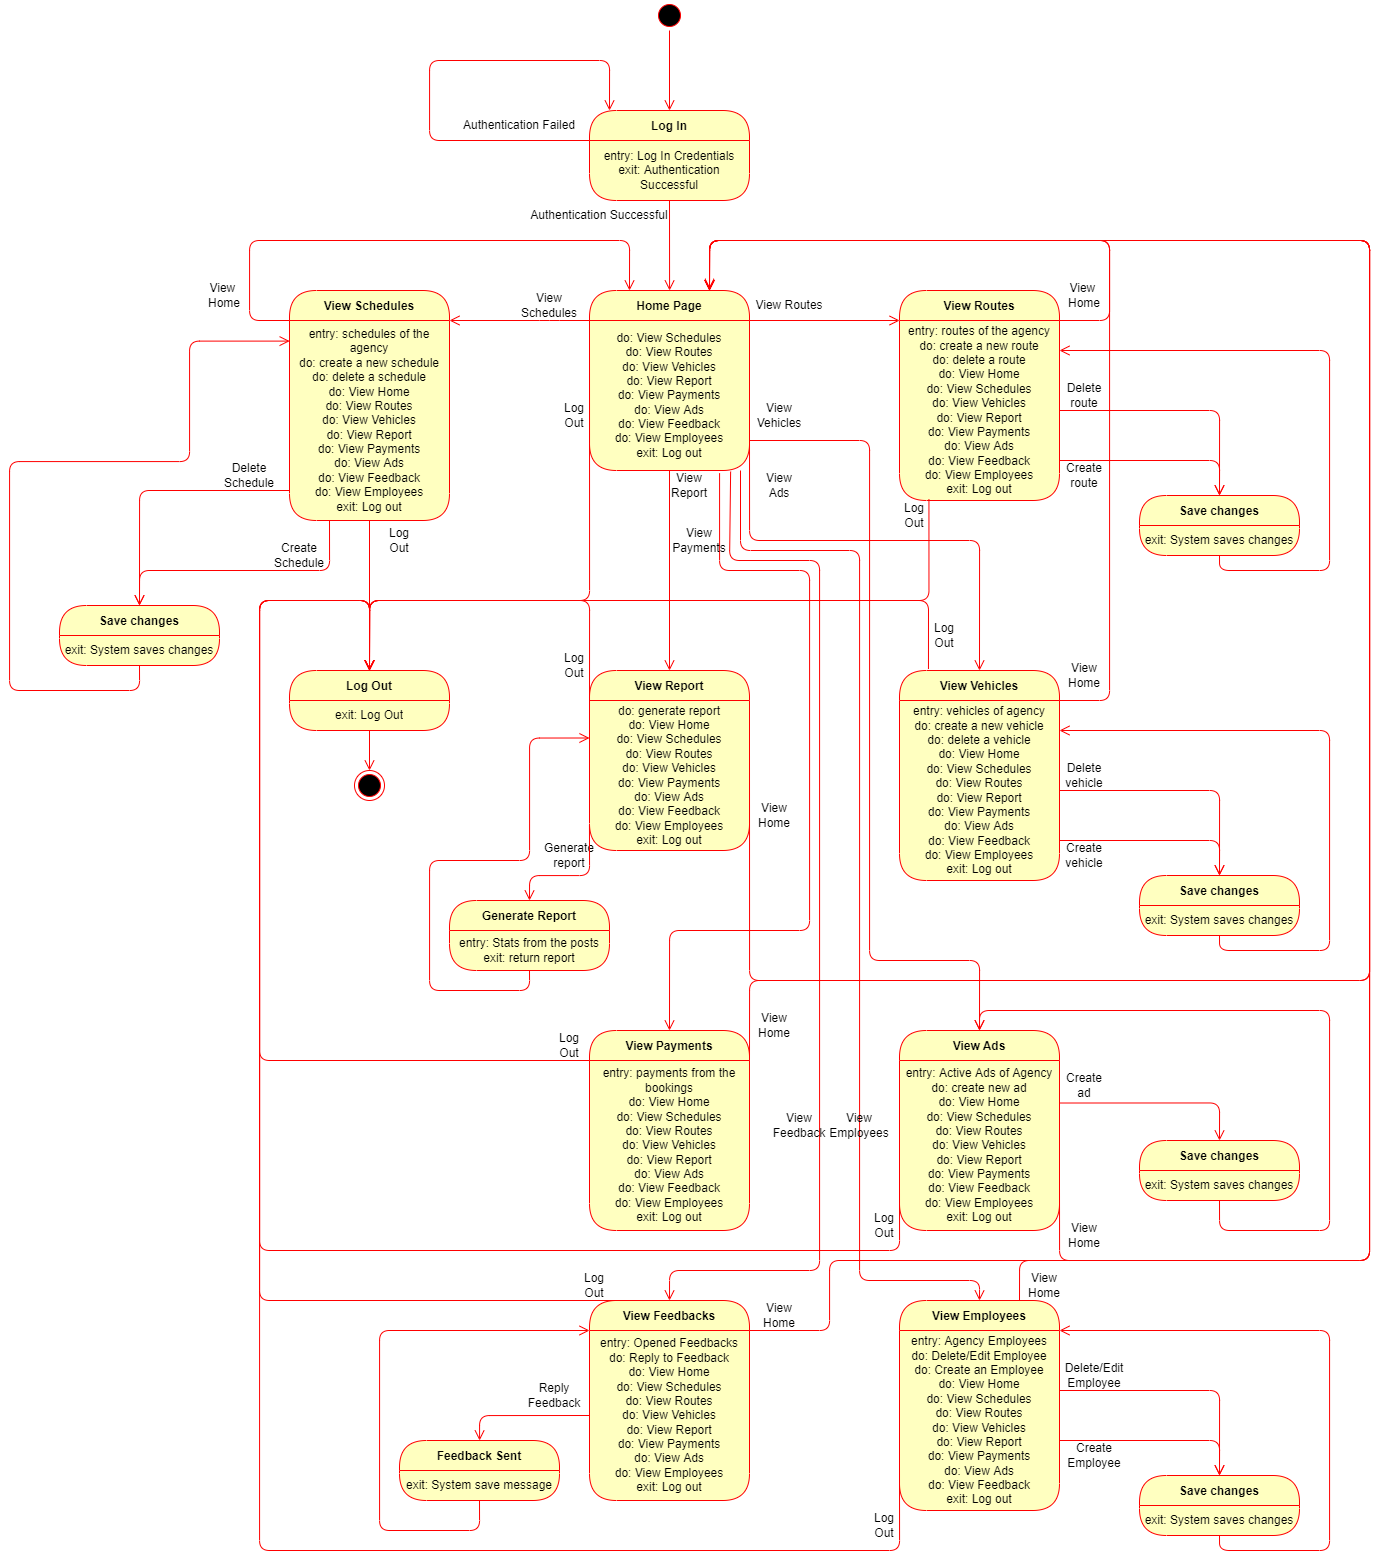 Authentication Failed
Log In
entry: Log In Credentials
exit: Authentication
Successful
Authentication Successful
View
Home
View Schedules
entry: schedules of the
agency
do: create a new schedule
do: delete a schedule
do: View Home
do: View Routes
do: View Vehicles
do: View Report
do: View Payments
do: View Ads
do: View Feedback
do: View Employees
exit: Log out
View
Schedules
Home Page
do: View Schedules
do: View Routes
do: View Vehicles
do: View Report
do: View Payments
do: View Ads
do: View Feedback
do: View Employees
exit: Log out
View Routes
View Routes
entry: routes of the agency
do: create a new route
do: delete a route
do: View Home
do: View Schedules
do: View Vehicles
do: View Report
do: View Payments
do: View Ads
do: View Feedback
do: View Employees
exit: Log out
View
Home
Delete
route
Create
route
Save changes
exit: System saves changes
Log
Out
View
Vehicles
View
Report
View
Ads
View
Payments
Log
Out
Delete
Schedule
Create
Schedule
Log
Out
Save changes
exit: System saves changes
Log Out
exit: Log Out
Log
Out
View Report
do: generate report
do: View Home
do: View Schedules
do: View Routes
do: View Vehicles
do: View Payments
do: View Ads
do: View Feedback
do: View Employees
exit: Log out
View
Home
Generate
report
Generate Report
entry: Stats from the posts
exit: return report
Log
Out
View
Home
View Vehicles
entry: vehicles of agency
do: create a new vehicle
do: delete a vehicle
do: View Home
do: View Schedules
do: View Routes
do: View Report
do: View Payments
do: View Ads
do: View Feedback
do: View Employees
exit: Log out
Delete
vehicle
Create
vehicle
Save changes
exit: System saves changes
Log
Out
View
Home
View Payments
entry: payments from the
bookings
do: View Home
do: View Schedules
do: View Routes
do: View Vehicles
do: View Report
do: View Ads
do: View Feedback
do: View Employees
exit: Log out
View
Feedback
View
Employees
View Ads
entry: Active Ads of Agency
do: create new ad
do: View Home
do: View Schedules
do: View Routes
do: View Vehicles
do: View Report
do: View Payments
do: View Feedback
do: View Employees
exit: Log out
Create
ad
Save changes
exit: System saves changes
Log
Out
View
Home
Log
Out
View
Home
View Feedbacks
entry: Opened Feedbacks
do: Reply to Feedback
do: View Home
do: View Schedules
do: View Routes
do: View Vehicles
do: View Report
do: View Payments
do: View Ads
do: View Employees
exit: Log out
Reply
Feedback
Feedback Sent
exit: System save message
View
Home
View Employees
entry: Agency Employees
do: Delete/Edit Employee
do: Create an Employee
do: View Home
do: View Schedules
do: View Routes
do: View Vehicles
do: View Report
do: View Payments
do: View Ads
do: View Feedback
exit: Log out
Delete/Edit
Employee
Create
Employee
Save changes
exit: System saves changes
Log
Out